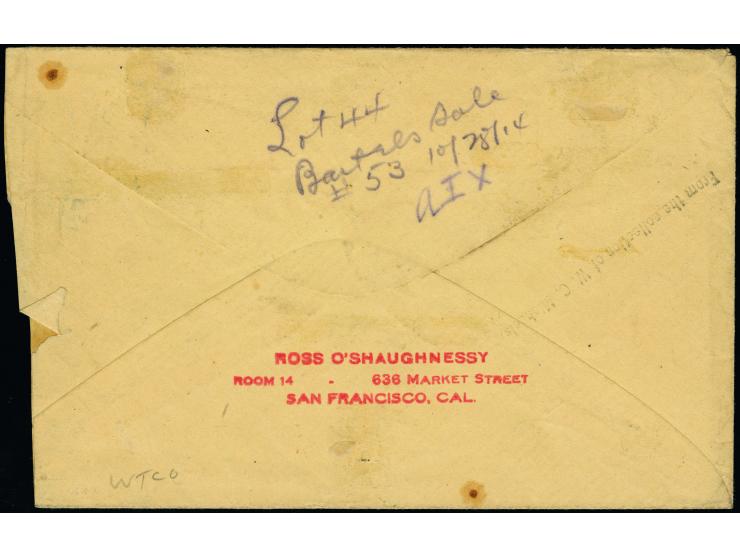 Lot 44
Bartels Sale
# 53 10/28/14
aIX
From the collection of W. C.
ROSS O'SHAUGHNESSY
ROOM 14 - 636 MARKET STREET
SAN FRANCISCO, CAL.
WTCO